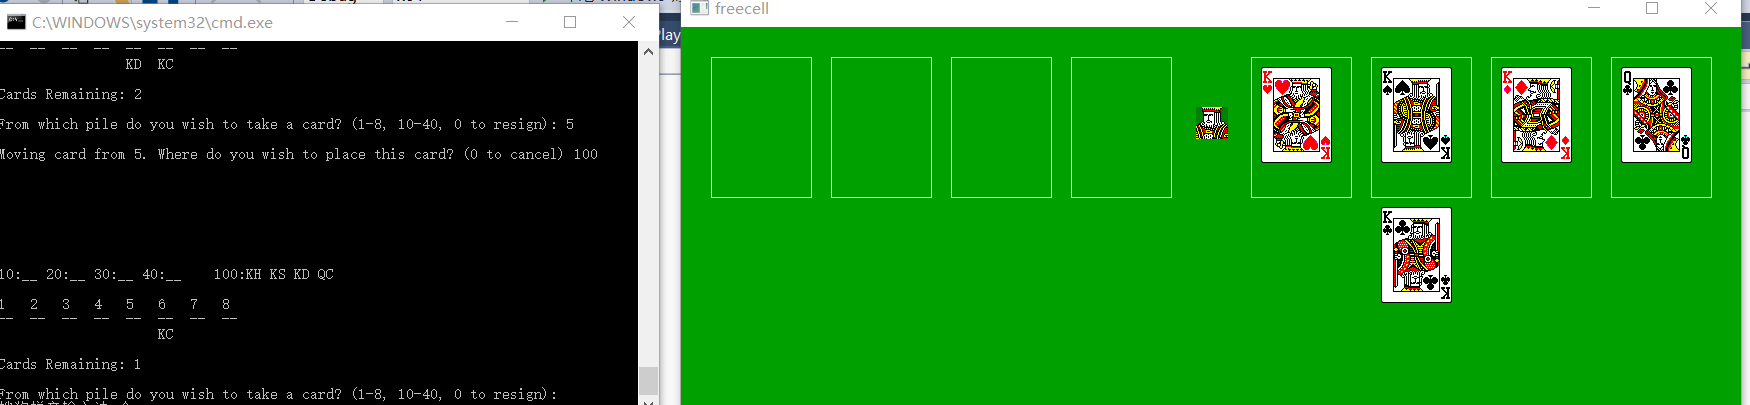 C:\WINDOWS\system32\cmd.exe
-- -- -- -- -- -- -- --
KD KC
Cards Remaining: 2
From which pile do you wish to take a card? (1-8, 10-40, 0 to resign): 5
Moving card from 5. Where do you wish to place this card? (0 to cancel) 100
10:__ 20:__ 30:__ 40:__ 100:KH KS KD QC
1 2 3 4 5 6 7 8
-- -- -- -- -- -- -- --
KC
Cards Remaining: 1
From which pile do you wish to take a card? (1-8, 10-40, 0 to resign):
freecell
K K K Q
K K K Q
K
K